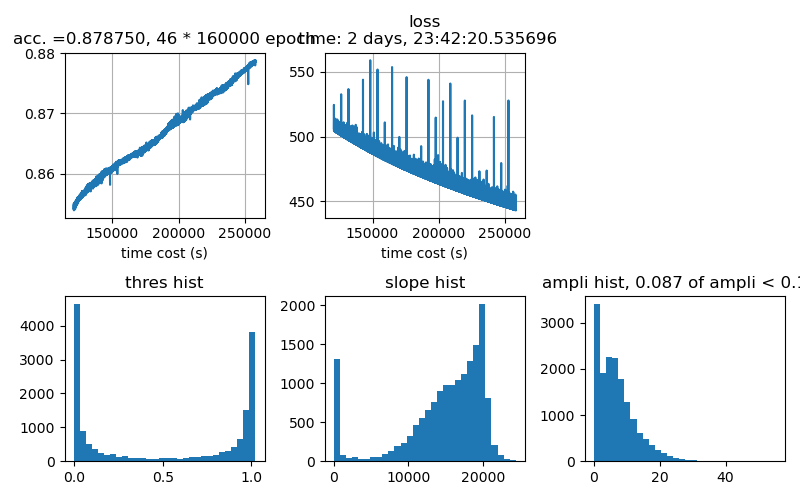 loss
acc. =0.878750, 46 * 160000 epoch
time: 2 days, 23:42:20.535696
0.88
0.87
0.86
550
500
450
150000 200000 250000
150000 200000 250000
time cost (s)
time cost (s)
thres hist
slope hist
ampli hist, 0.087 of ampli < 0.1
4000
3000
2000
1000
0
2000
1500
1000
500
0
3000
2000
1000
0
0.0 0.5 1.0
0 10000 20000
0 20 40